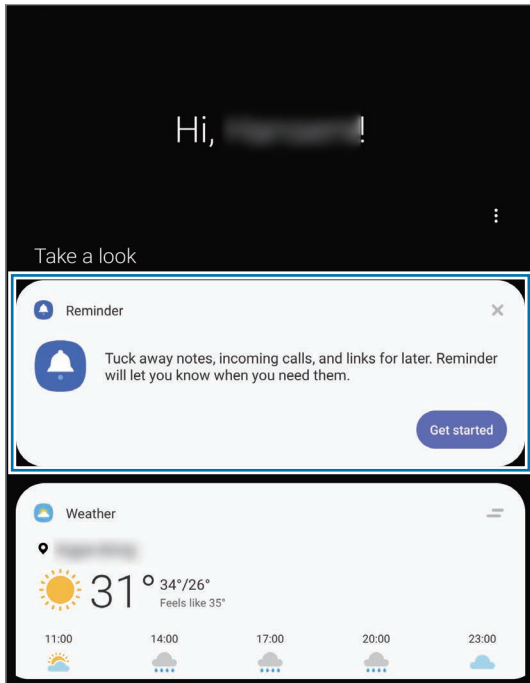 Hi, !
Take a look
Reminder
Tuck away notes, incoming calls, and links for later. Reminder
will let you know when you need them.
Get started
Weather
31° 34°/26°
Feels like 35°
11:00 14:00 17:00 20:00 23:00